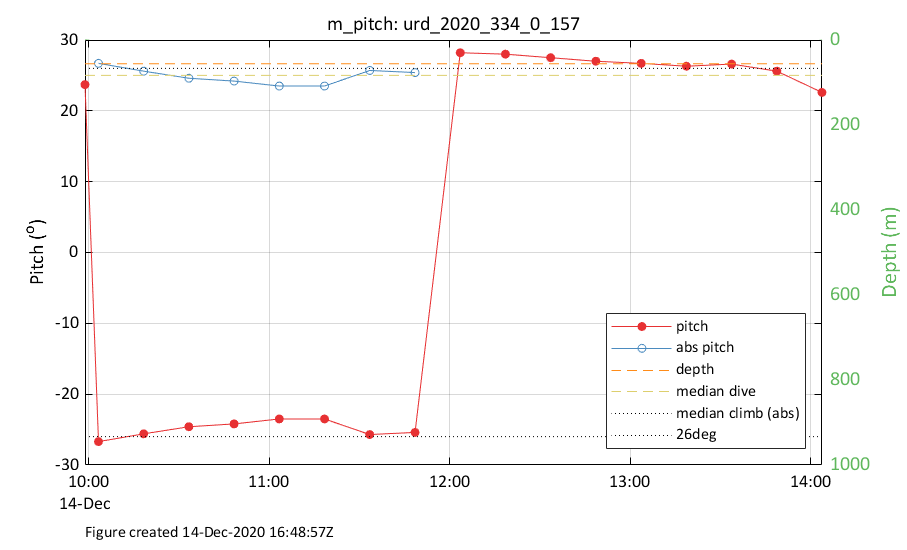 m_pitch: urd_2020_334_0_157
30
20
10
0
-10
-20
-30
Pitch (°)
0
200
400
600
800
1000
Depth (m)
pitch
abs pitch
depth
median dive
median climb (abs)
26deg
10:00 11:00 12:00 13:00 14:00
14-Dec
Figure created 14-Dec-2020 16:48:57Z